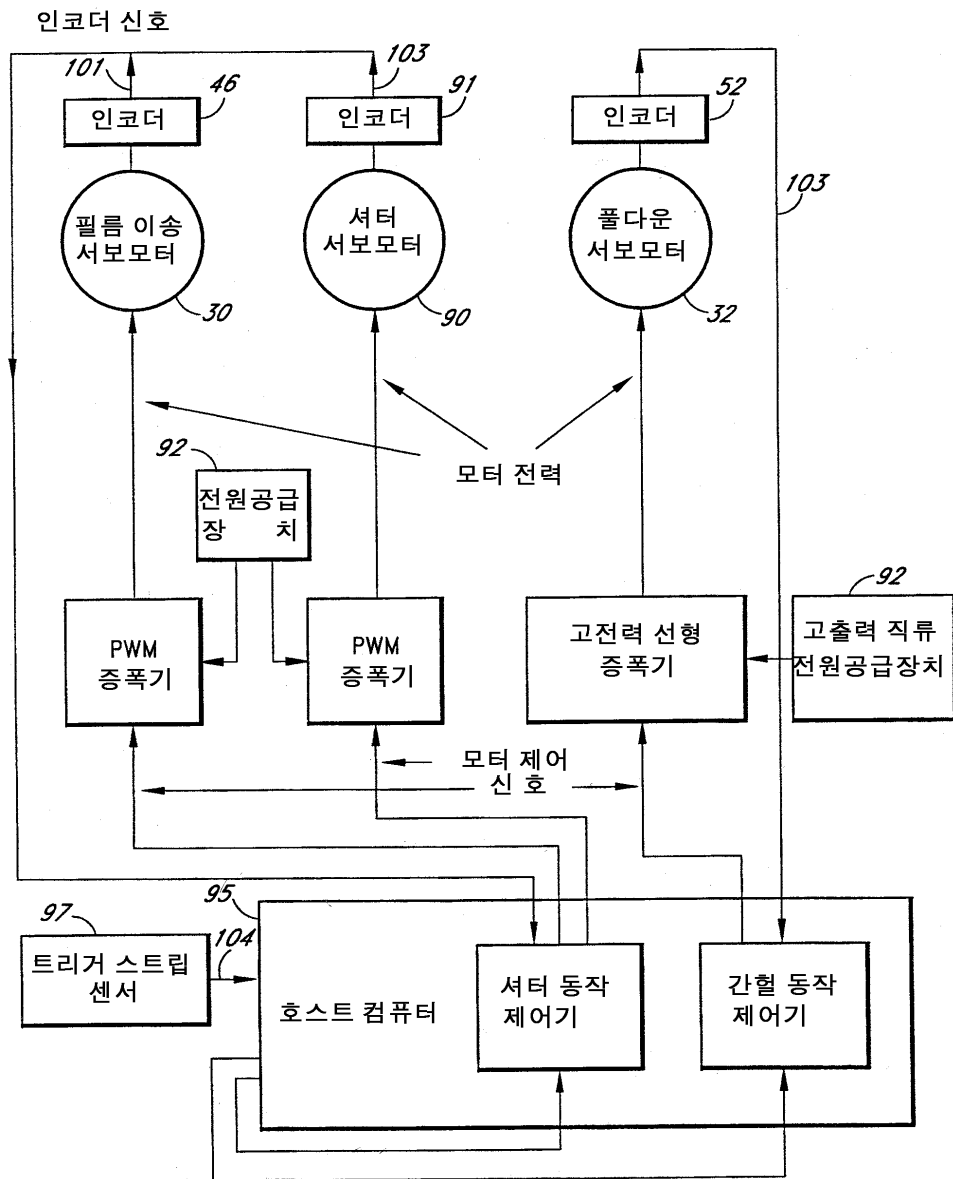 인코더 신호
101
46
103
91
52
인코더
인코더
인코더
103
필름 이송
서보모터
셔터
서보모터
풀다운
서보모터
30
90
32
92
모터 전력
전원공급
장 치
92
PWM
증폭기
PWM
증폭기
고전력 선형
증폭기
고출력 직류
전원공급장치
모터 제어
신 호
95
97
104
트리거 스트립
센서
호스트 컴퓨터
셔터 동작
제어기
간헐 동작
제어기